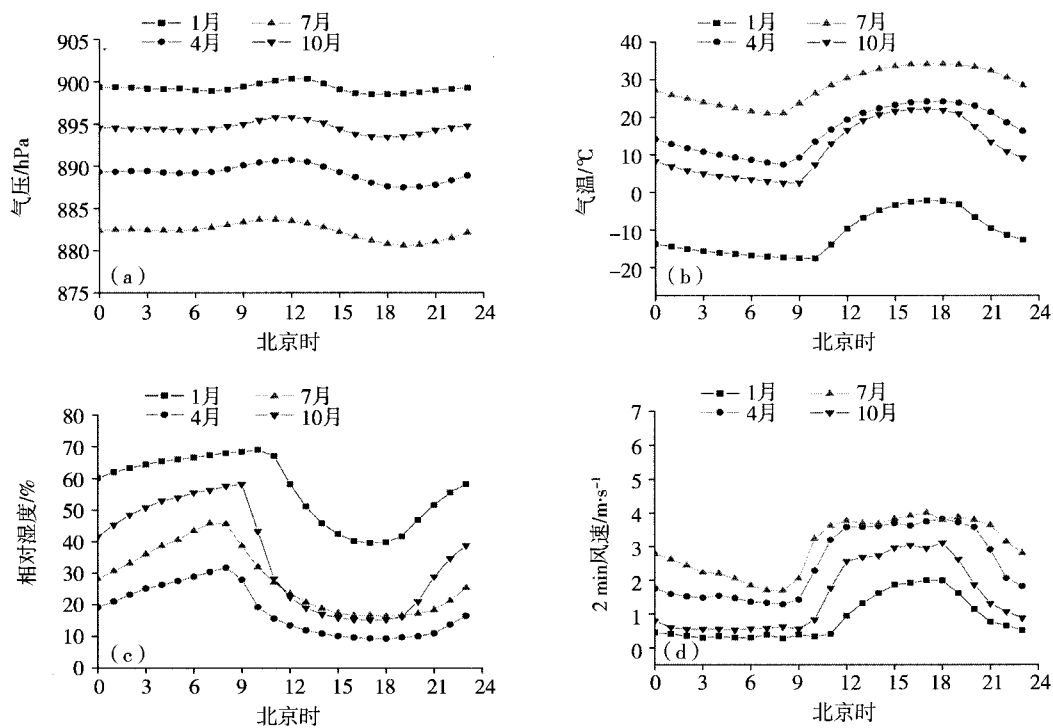 1月 7月
4月 10月
905
900
895
890
885
880
875
气压/hPa
(a)
0 3 6 9 12 15 18 21 24
北京时
1月 7月
4月 10月
40
30
20
10
0
-10
-20
气温/℃
(b)
0 3 6 9 12 15 18 21 24
北京时
1月 7月
4月 10月
80
70
60
50
40
30
20
10
0
相对湿度/%
(c)
0 3 6 9 12 15 18 21 24
北京时
1月 7月
4月 10月
7
6
5
4
3
2
1
0
2 min风速/m·s⁻¹
(d)
0 3 6 9 12 15 18 21 24
北京时